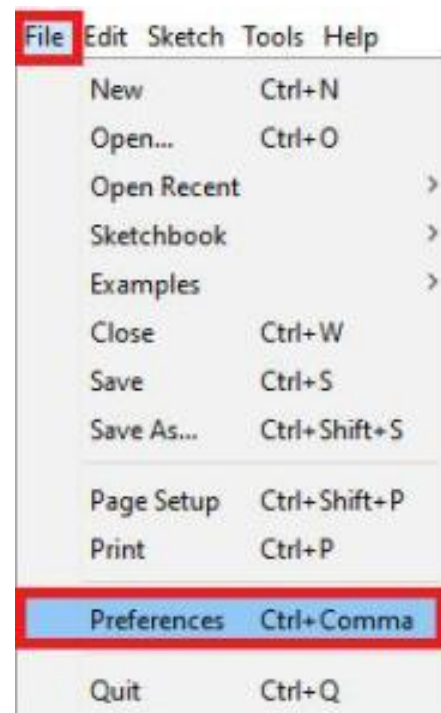 File Edit Sketch Tools Help
New Ctrl+N
Open... Ctrl+O
Open Recent
Sketchbook
Examples
Close Ctrl+W
Save Ctrl+S
Save As... Ctrl+Shift+S
Page Setup Ctrl+Shift+P
Print Ctrl+P
Preferences Ctrl+Comma
Quit Ctrl+Q